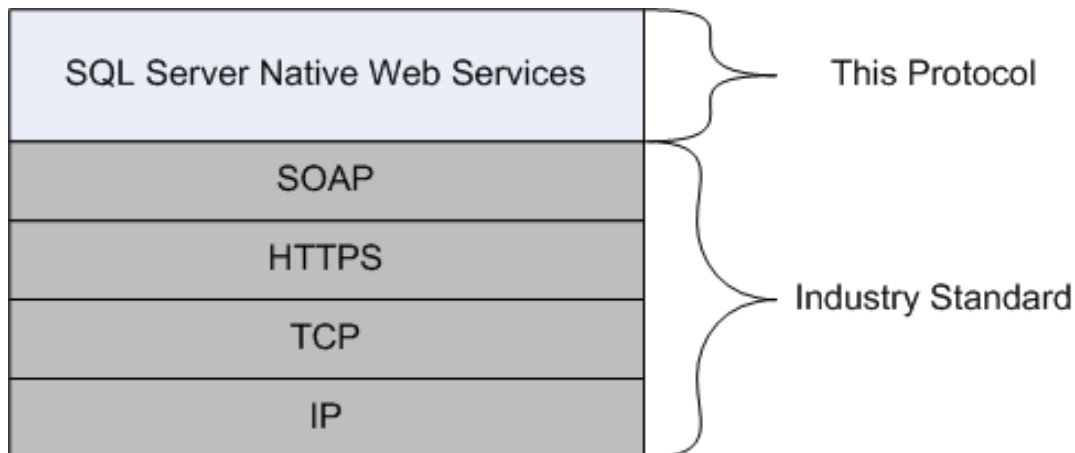 SQL Server Native Web Services
This Protocol
SOAP
HTTPS
TCP
IP
Industry Standard